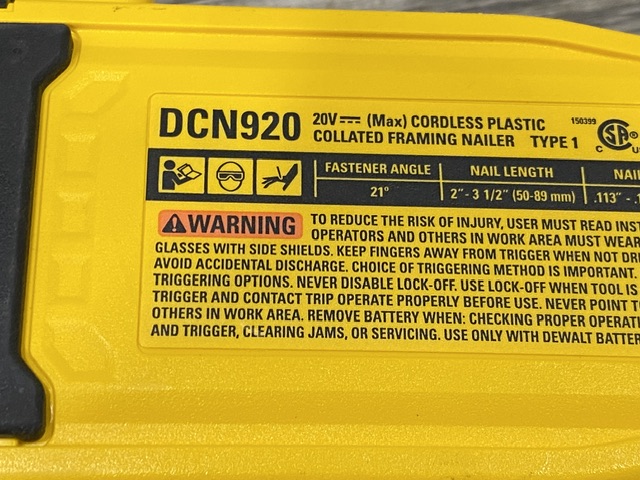 DCN920 20V (Max) CORDLESS PLASTIC 150399
COLLATED FRAMING NAILER TYPE 1
CSA ®
C
FASTENER ANGLE NAIL LENGTH NAIL
21° 2" - 3 1/2" (50-89 mm) .113" -
WARNING TO REDUCE THE RISK OF INJURY, USER MUST READ
OPERATORS AND OTHERS IN WORK AREA MUST WEAR
GLASSES WITH SIDE SHIELDS. KEEP FINGERS AWAY FROM TRIGGER WHEN NOT
AVOID ACCIDENTAL DISCHARGE. CHOICE OF TRIGGERING METHOD IS IMPORTANT.
TRIGGERING OPTIONS. NEVER DISABLE LOCK-OFF. USE LOCK-OFF WHEN TOOL IS
TRIGGER AND CONTACT TRIP OPERATE PROPERLY BEFORE USE. NEVER POINT
OTHERS IN WORK AREA. REMOVE BATTERY WHEN: CHECKING PROPER
AND TRIGGER, CLEARING JAMS, OR SERVICING. USE ONLY WITH DEWALT